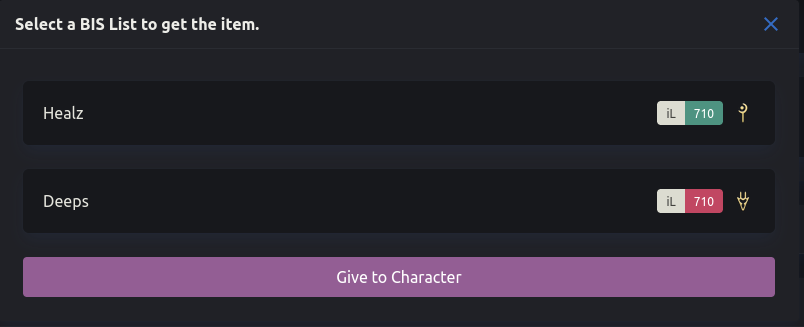 Select a BIS List to get the item.
Healz iL 710
Deeps iL 710
Give to Character